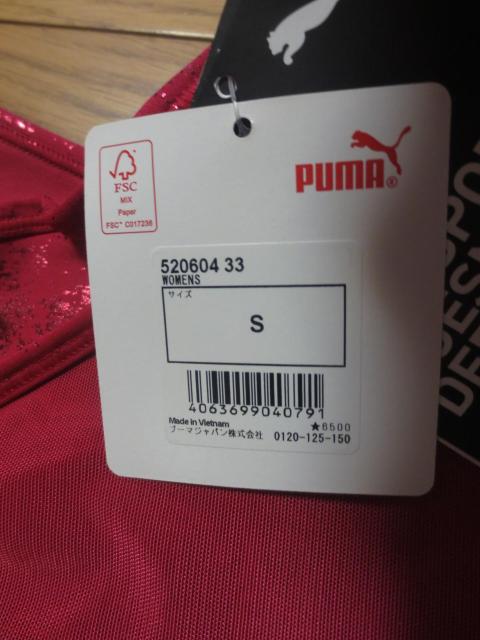 FSC
MIX
Paper
FSC™ C017236
PUMA®
520604 33
WOMENS
サイズ
S
4063699040791
Made in Vietnam
★6500
プーマジャパン株式会社 0120-125-150